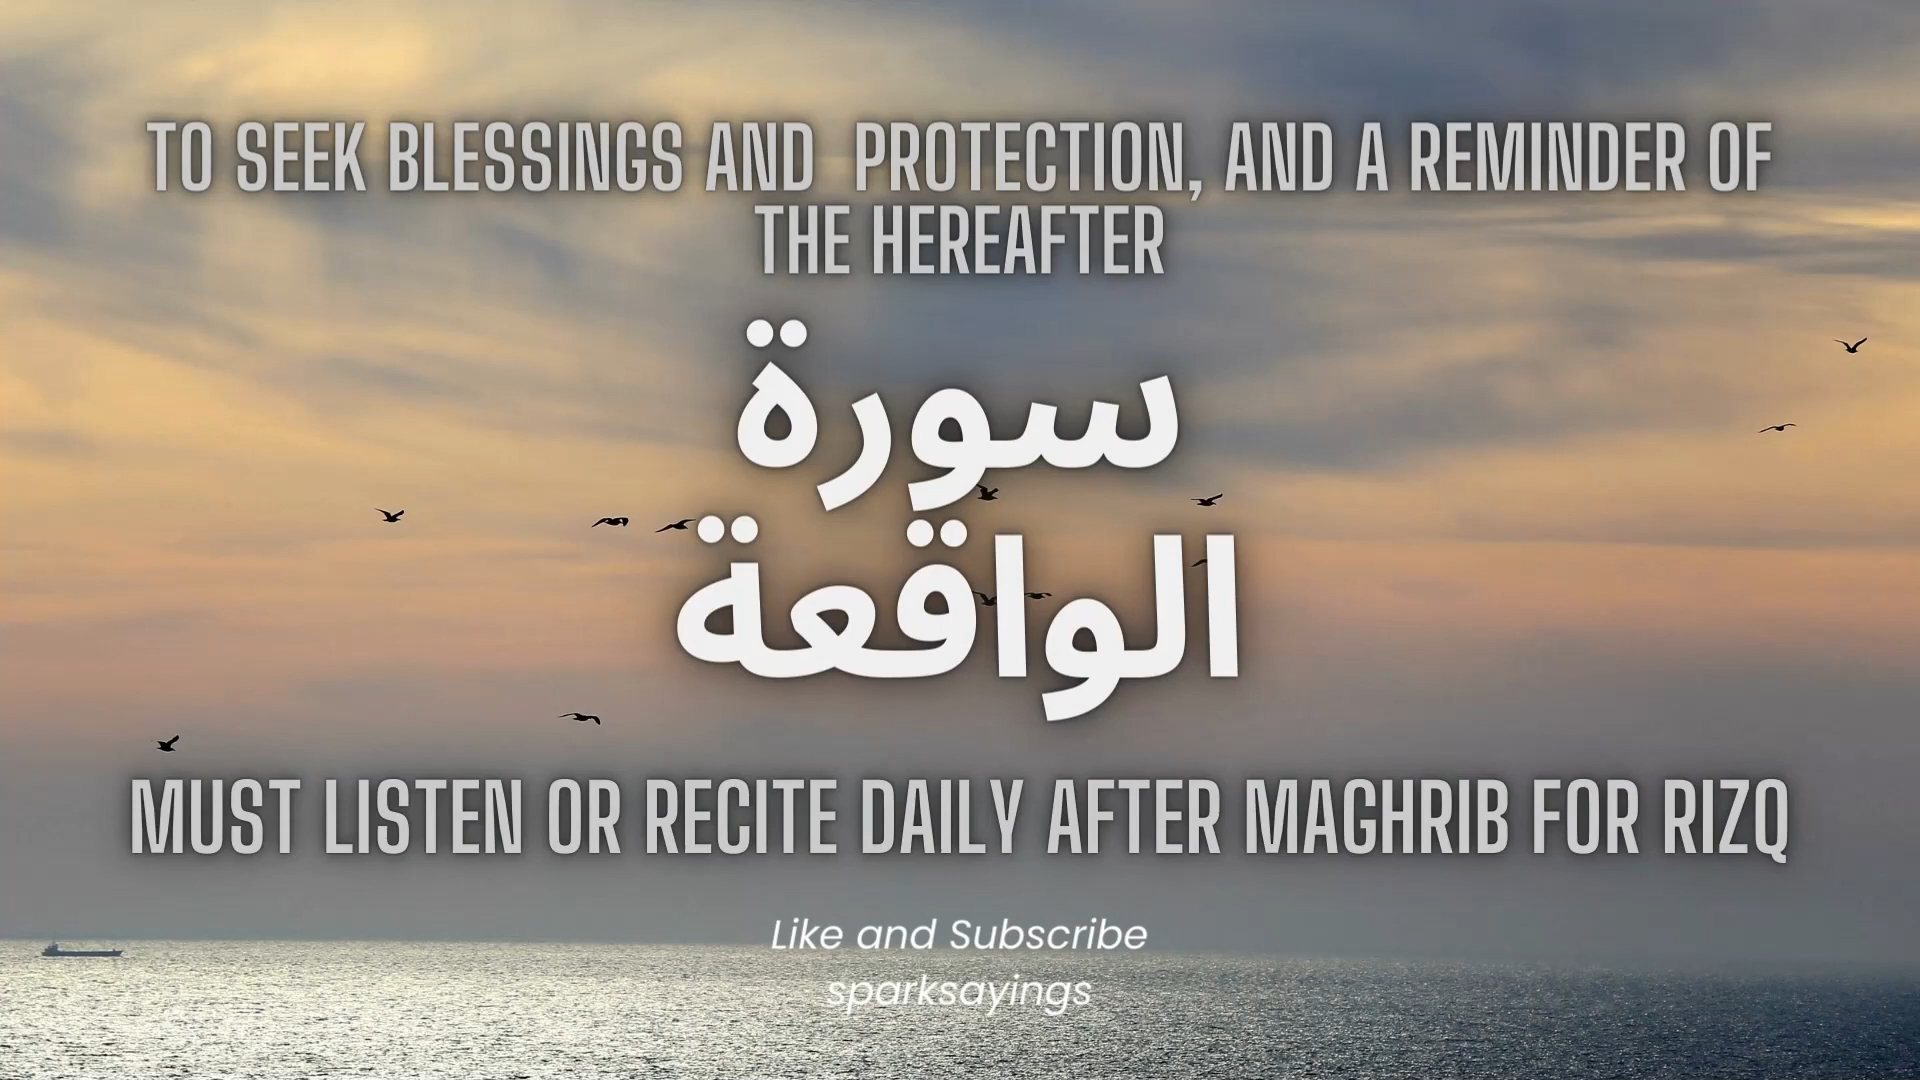 TO SEEK BLESSINGS AND PROTECTION, AND A REMINDER OF
THE HEREAFTER
سورة
الواقعة
MUST LISTEN OR RECITE DAILY AFTER MAGHRIB FOR RIZQ
Like and Subscribe
sparksayings